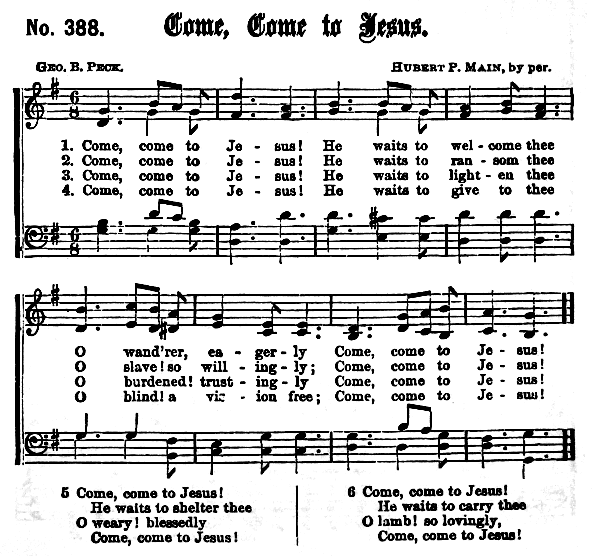 No. 388. Come, Come to Jesus.
GEO. B. PECK. HUBERT P. MAIN, by per.
6 8
1. Come, come to Je - sus! He waits to wel - come thee
2. Come, come to Je - sus! He waits to ran - som thee
3. Come, come to Je - sus! He waits to light - en thee
4. Come, come to Je - sus! He waits to give to thee
6 8
O wand'rer, ea - ger - ly Come, come to Je - sus!
O slave! so will - ing - ly; Come, come to Je - sus!
O burdened! trust - ing - ly Come, come to Je - sus!
O blind! a vis - ion free; Come, come to Je - sus!
5 Come, come to Jesus!
He waits to shelter thee
O weary! blessedly
Come, come to Jesus!
6 Come, come to Jesus!
He waits to carry thee
O lamb! so lovingly,
Come, come to Jesus!